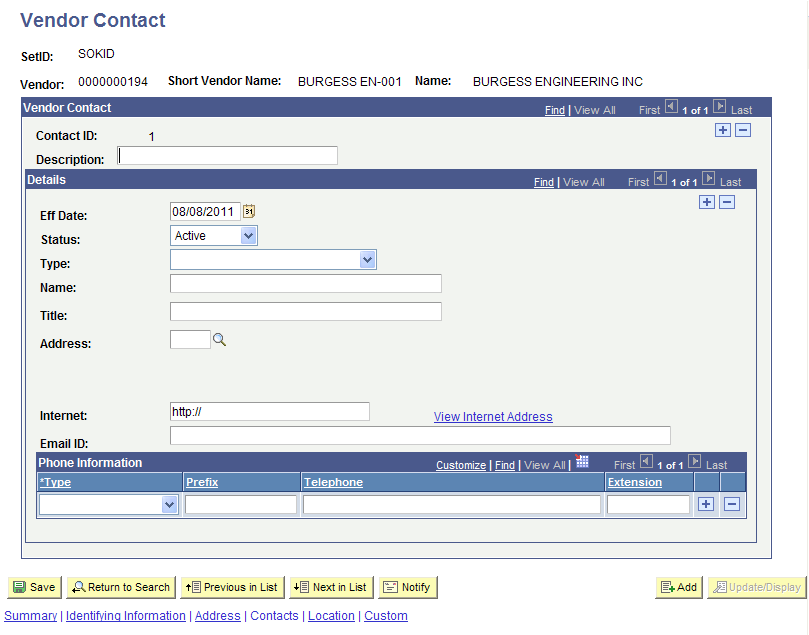 Vendor Contact
SetID: SOKID
Vendor: 0000000194 Short Vendor Name: BURGESS EN-001 Name: BURGESS ENGINEERING INC
Vendor Contact Find | View All First 1 of 1 Last
Contact ID: 1
Description:
Details Find | View All First 1 of 1 Last
Eff Date: 08/08/2011 31
Status: Active
Type:
Name:
Title:
Address:
Internet: http:// View Internet Address
Email ID:
Phone Information Customize | Find | View All | First 1 of 1 Last
*Type Prefix Telephone Extension
Save Return to Search Previous in List Next in List Notify Add Update/Display
Summary | Identifying Information | Address | Contacts | Location | Custom